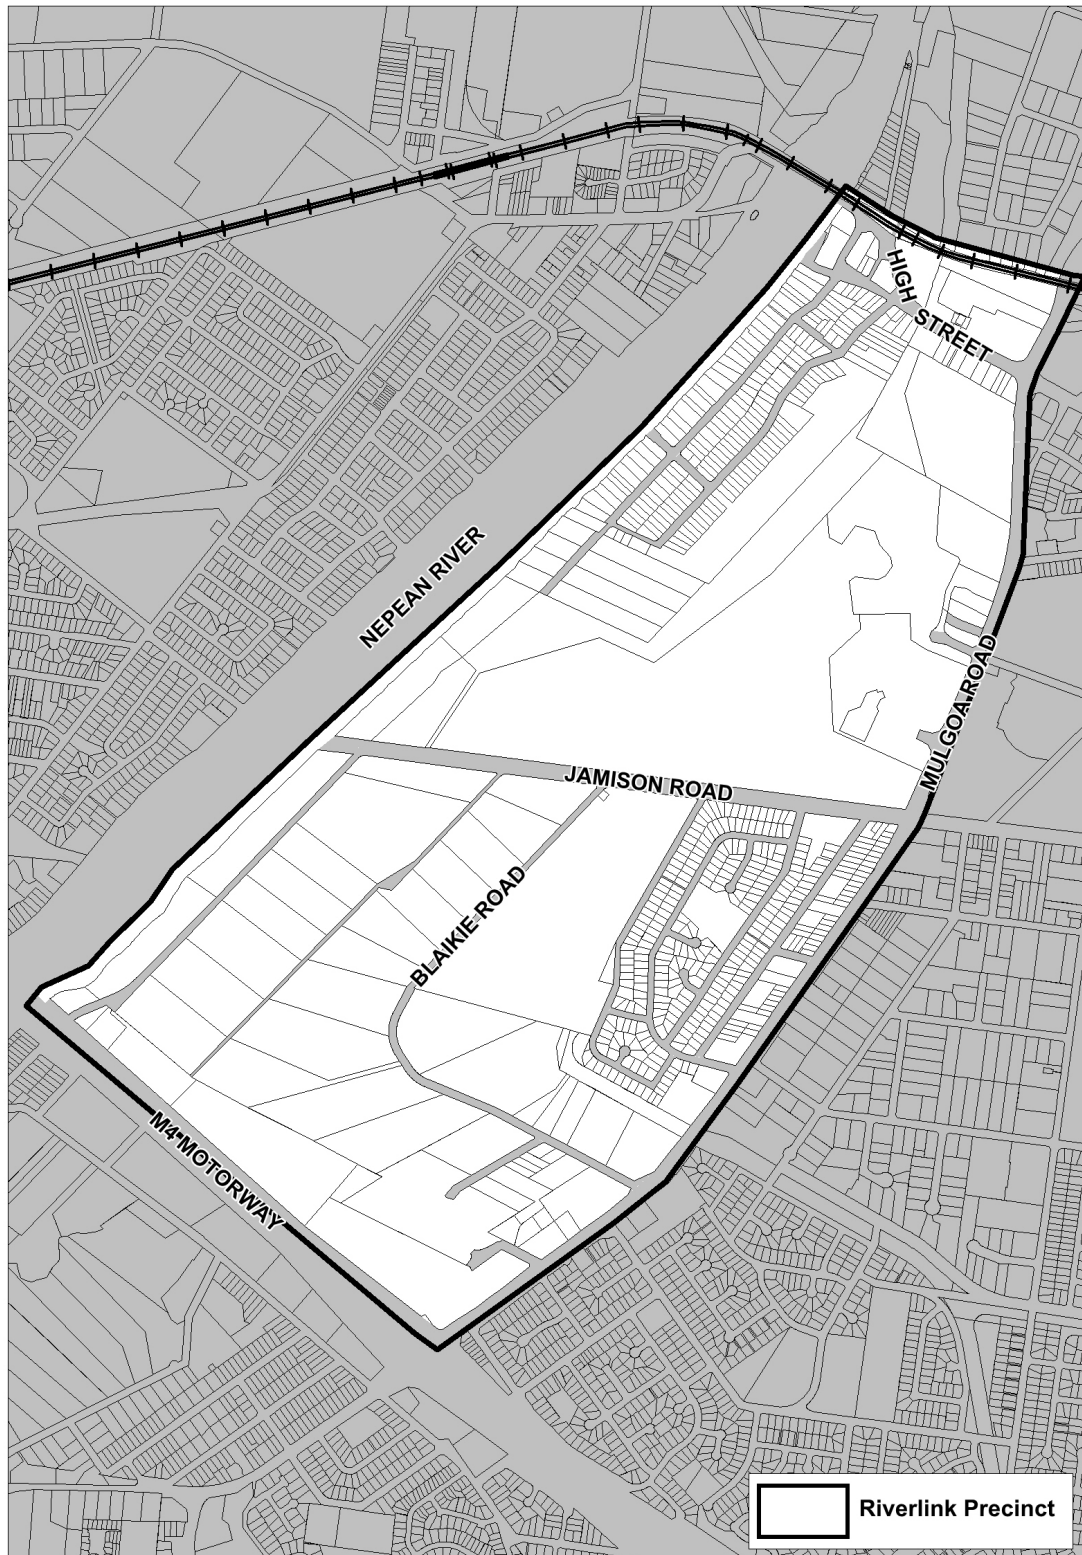 HIGH STREET
NEPEAN RIVER
MULGOA ROAD
JAMISON ROAD
BLAIKIE ROAD
M4 MOTORWAY
Riverlink Precinct